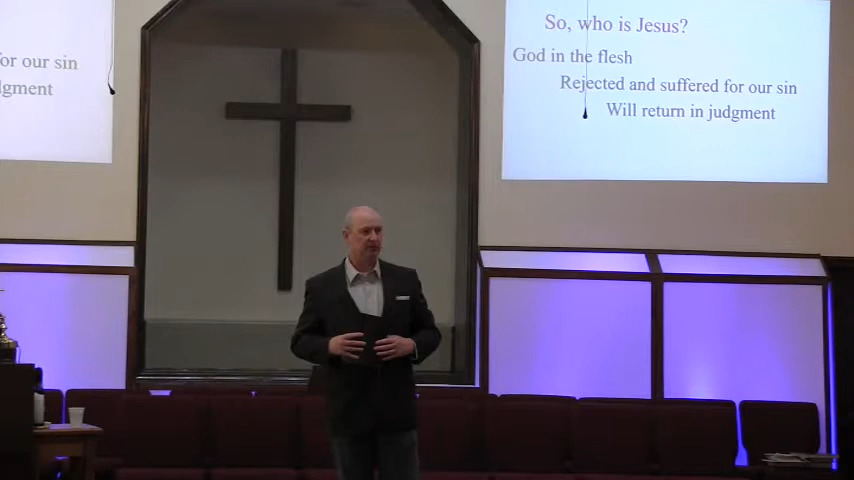 for our sin
dgment
So, who is Jesus?
God in the flesh
Rejected and suffered for our sin
Will return in judgment